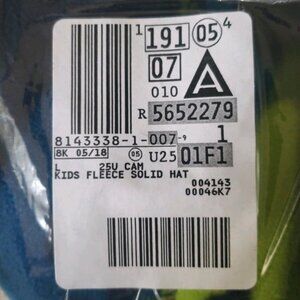 1 191 05 4
07 A
010
R 5652279
8143338-1-007-9 1
8K 05/18 05 U25 01F1
L 25U CAM
KIDS FLEECE SOLID HAT
004143
00046K7